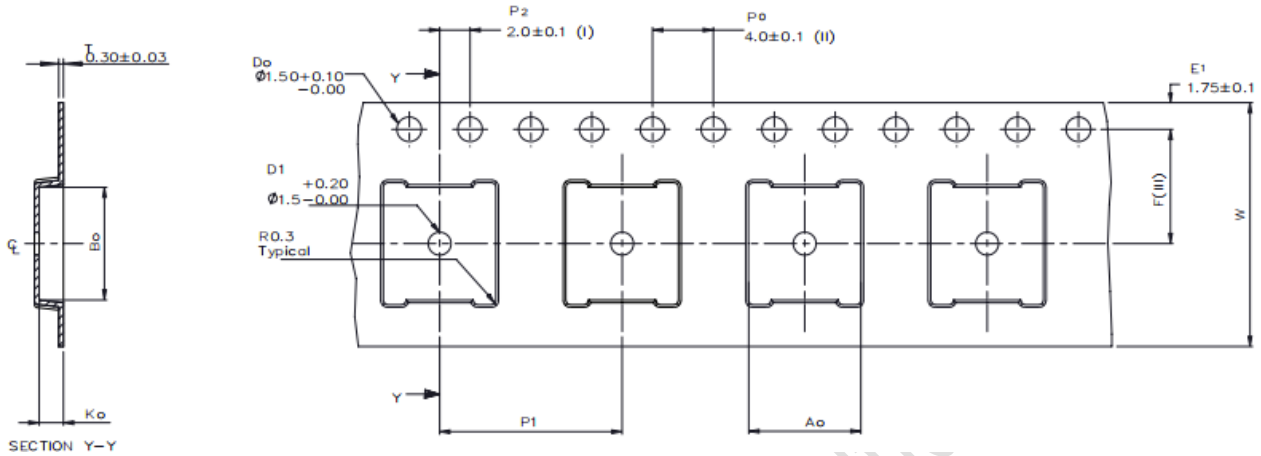 T
0.30±0.03
Do
Ø1.50+0.10
-0.00
P2
2.0±0.1 (I)
Po
4.0±0.1 (II)
E1
1.75±0.1
Y
D1
+0.20
Ø1.5-0.00
R0.3
Typical
F(III)
W
Bo
℄
Y
P1
Ao
Ko
SECTION Y-Y